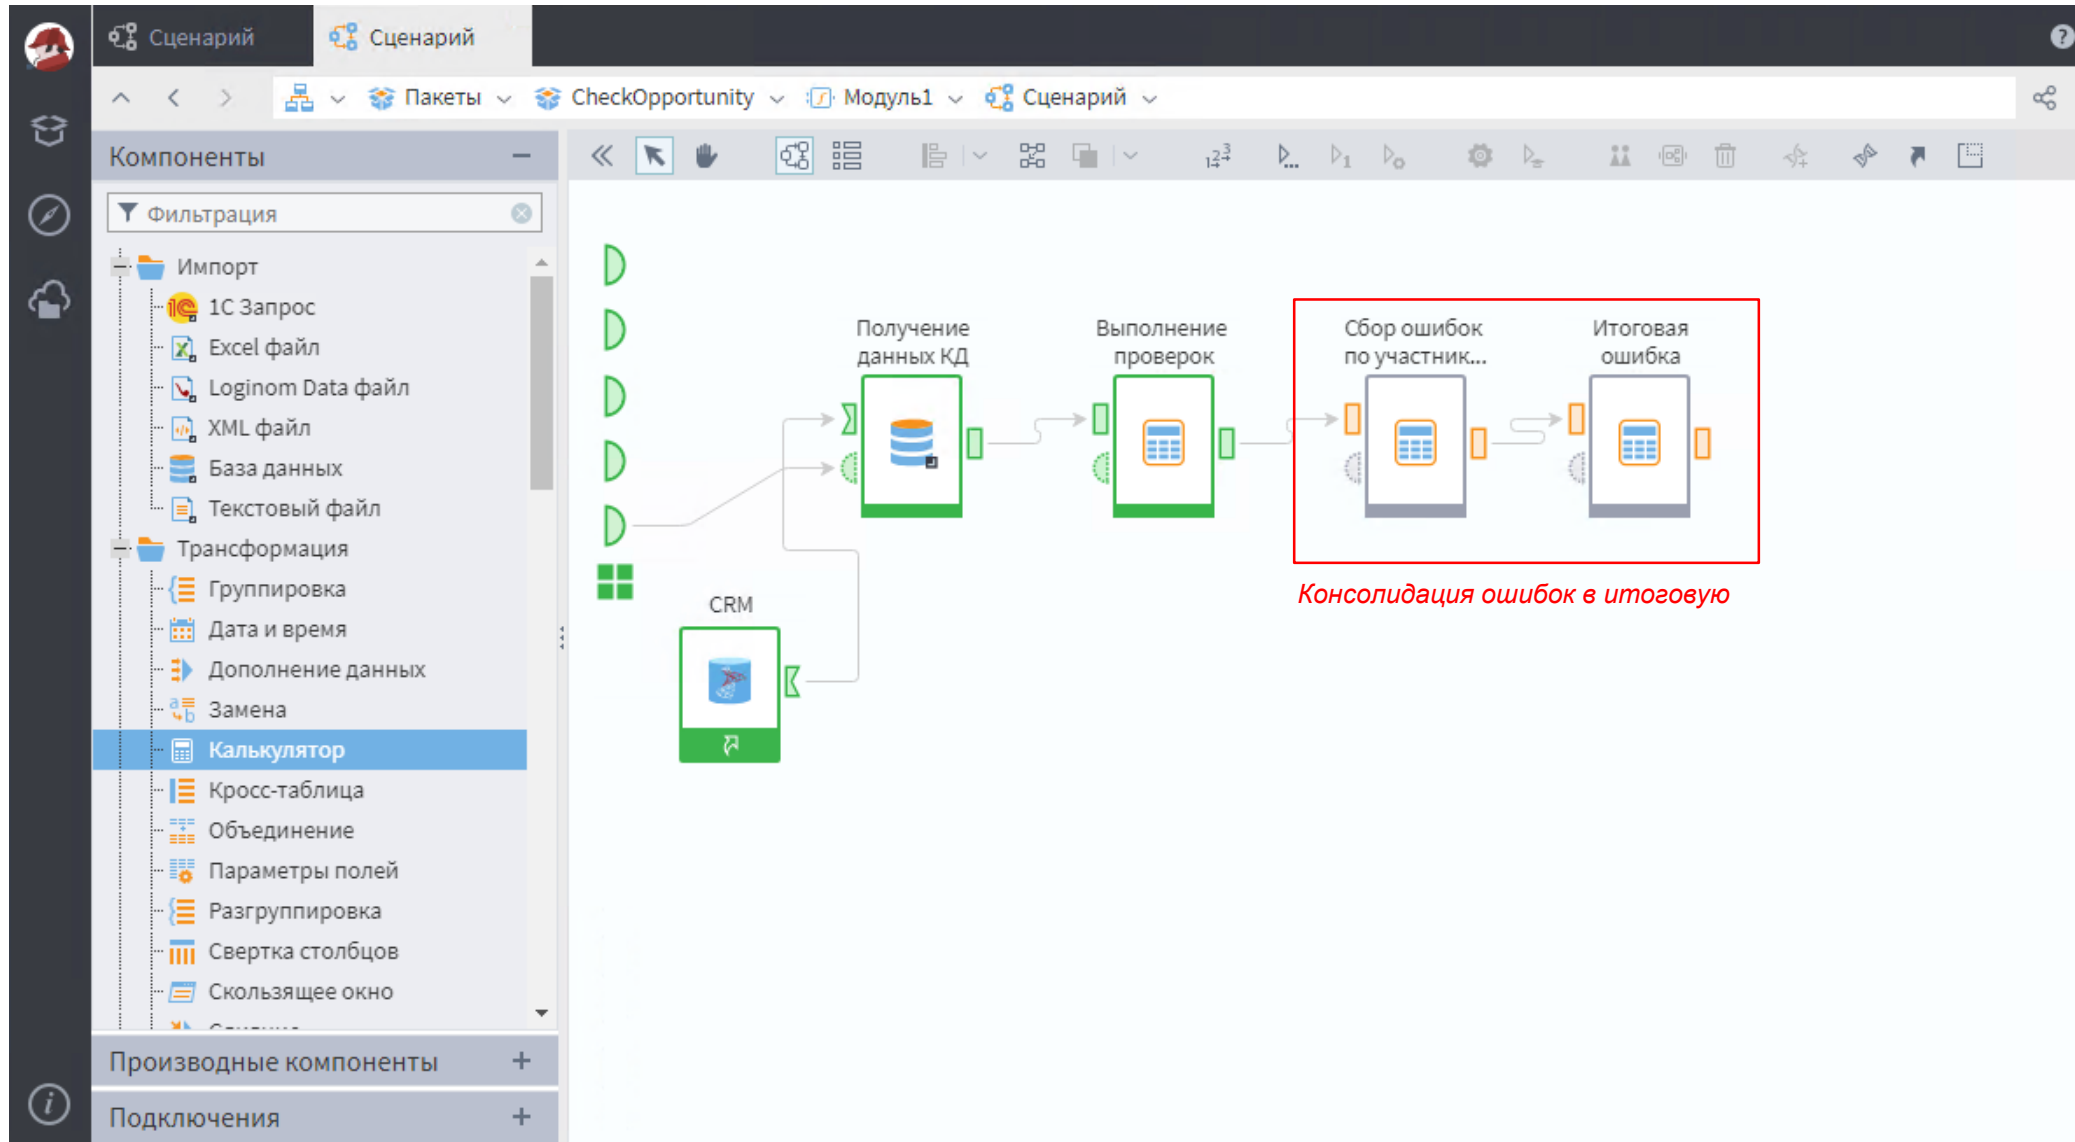 Сценарий
Сценарий
Пакеты CheckOpportunity Модуль1 Сценарий
Компоненты
Фильтрация
Импорт
1C Запрос
Excel файл
Loginom Data файл
XML файл
База данных
Текстовый файл
Трансформация
Группировка
Дата и время
Дополнение данных
Замена
Калькулятор
Кросс-таблица
Объединение
Параметры полей
Разгруппировка
Свертка столбцов
Скользящее окно
Производные компоненты
Подключения
Получение
данных КД
Выполнение
проверок
Сбор ошибок
по участник...
Итоговая
ошибка
Консолидация ошибок в итоговую
CRM